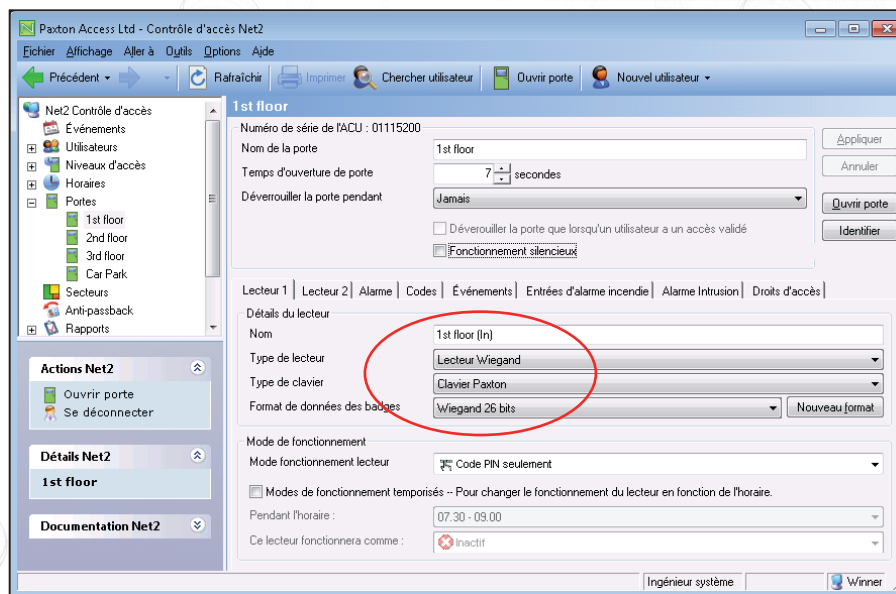 Paxton Access Ltd - Contrôle d'accès Net2
Fichier Affichage Aller à Outils Options Aide
Précédent Rafraîchir Imprimer Chercher utilisateur Ouvrir porte Nouvel utilisateur
Net2 Contrôle d'accès
Événements
Utilisateurs
Niveaux d'accès
Horaires
Portes
1st floor
2nd floor
3rd floor
Car Park
Secteurs
Anti-passback
Rapports
Actions Net2
Ouvrir porte
Se déconnecter
Détails Net2
1st floor
Documentation Net2
1st floor
Numéro de série de l'ACU : 01115200
Nom de la porte 1st floor
Temps d'ouverture de porte 7 secondes
Déverrouiller la porte pendant Jamais
Déverouiller la porte que lorsqu'un utilisateur a un accès validé
Fonctionnement silencieux
Appliquer
Annuler
Ouvrir porte
Identifier
Lecteur 1 Lecteur 2 Alarme Codes Événements Entrées d'alarme incendie Alarme Intrusion Droits d'accès
Détails du lecteur
Nom 1st floor (In)
Type de lecteur Lecteur Wiegand
Type de clavier Clavier Paxton
Format de données des badges Wiegand 26 bits Nouveau format
Mode de fonctionnement
Mode fonctionnement lecteur Code PIN seulement
Modes de fonctionnement temporisés -- Pour changer le fonctionnement du lecteur en fonction de l'horaire.
Pendant l'horaire : 07.30 - 09.00
Ce lecteur fonctionnera comme : Inactif
Ingénieur système Winner